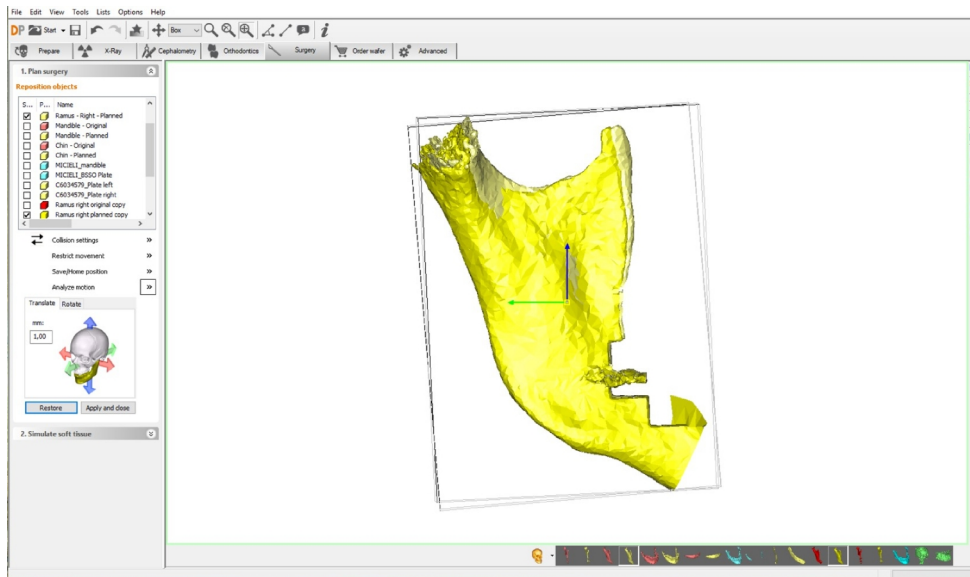 File Edit View Tools Lists Options Help
DP Start Box
Prepare X-Ray Cephalometry Orthodontics Surgery Order wafer Advanced
1. Plan surgery
Reposition objects
S... P... Name
Ramus - Right - Planned
Mandible - Original
Mandible - Planned
Chin - Original
Chin - Planned
MICIELI_mandible
MICIELI_BSSO Plate
C6034579_Plate left
C6034579_Plate right
Ramus right original copy
Ramus right planned copy
Collision settings
Restrict movement
Save/Home position
Analyze motion
Translate Rotate
mm:
1,00
Restore Apply and close
2. Simulate soft tissue